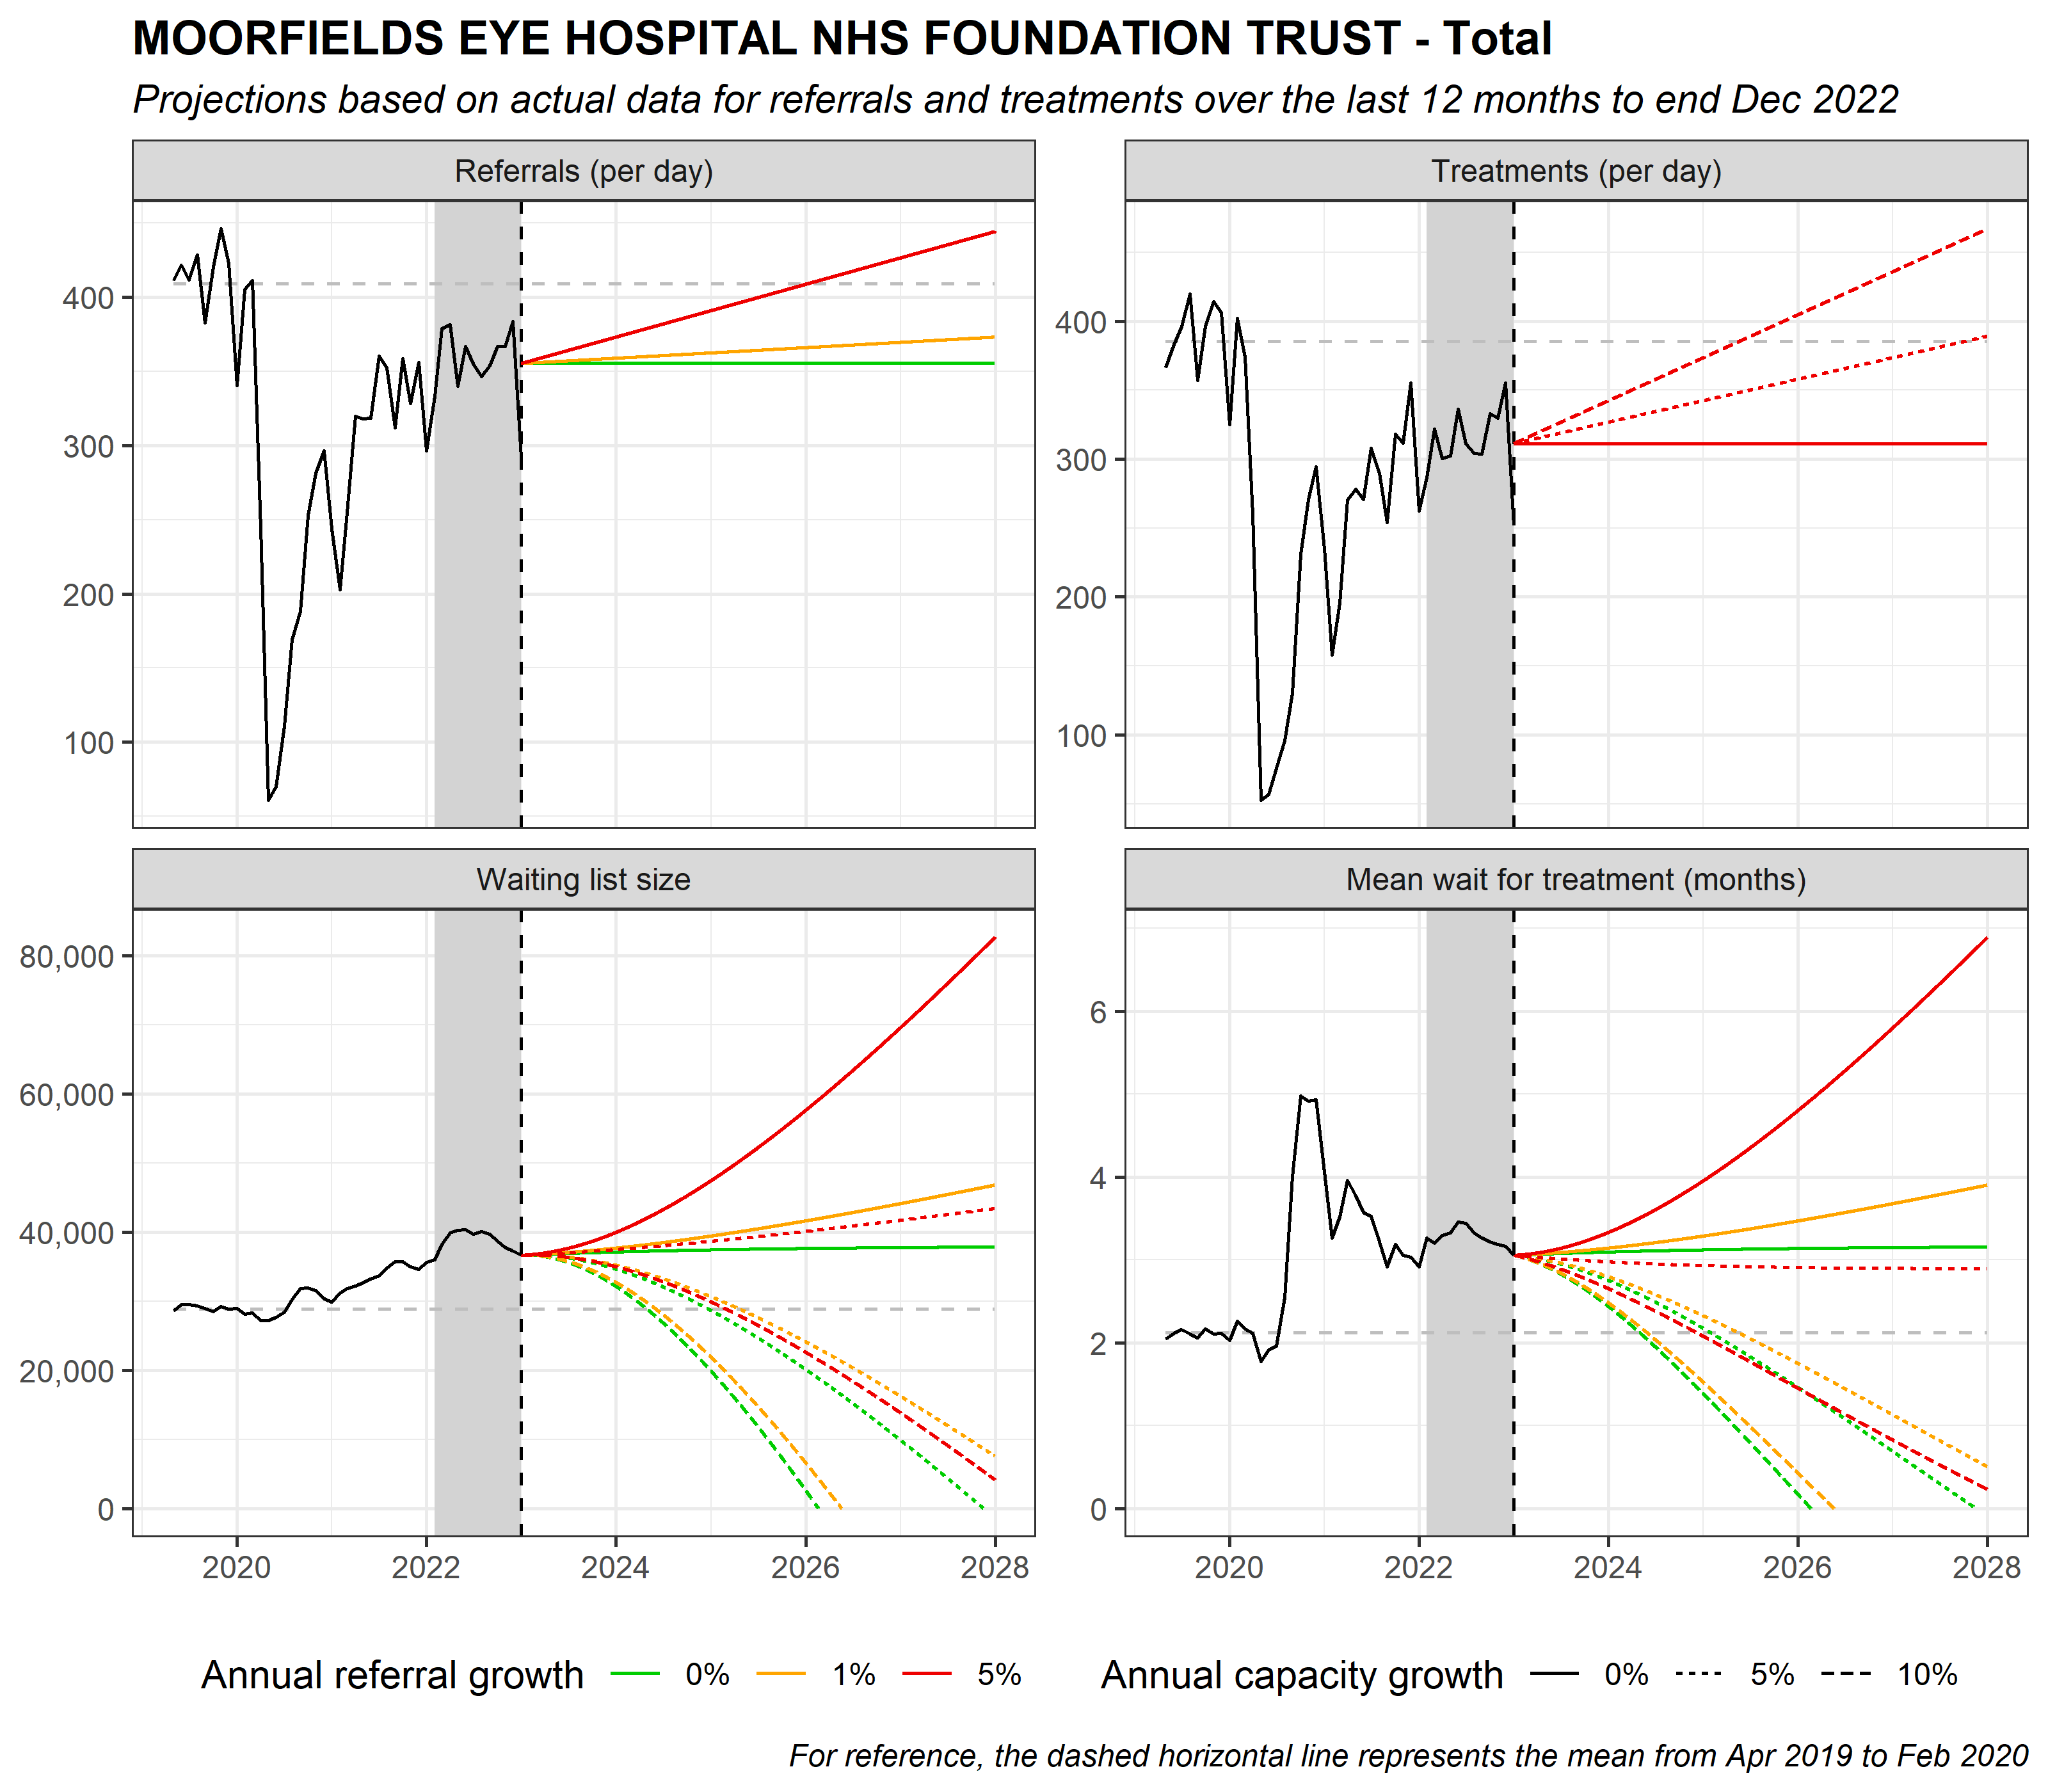 MOORFIELDS EYE HOSPITAL NHS FOUNDATION TRUST - Total
Projections based on actual data for referrals and treatments over the last 12 months to end Dec 2022
Referrals (per day)
400
300
200
100
Treatments (per day)
400
300
200
100
Waiting list size
80,000
60,000
40,000
20,000
0
2020 2022 2024 2026 2028
Mean wait for treatment (months)
6
4
2
0
2020 2022 2024 2026 2028
Annual referral growth 0% 1% 5%
Annual capacity growth 0% 5% 10%
For reference, the dashed horizontal line represents the mean from Apr 2019 to Feb 2020